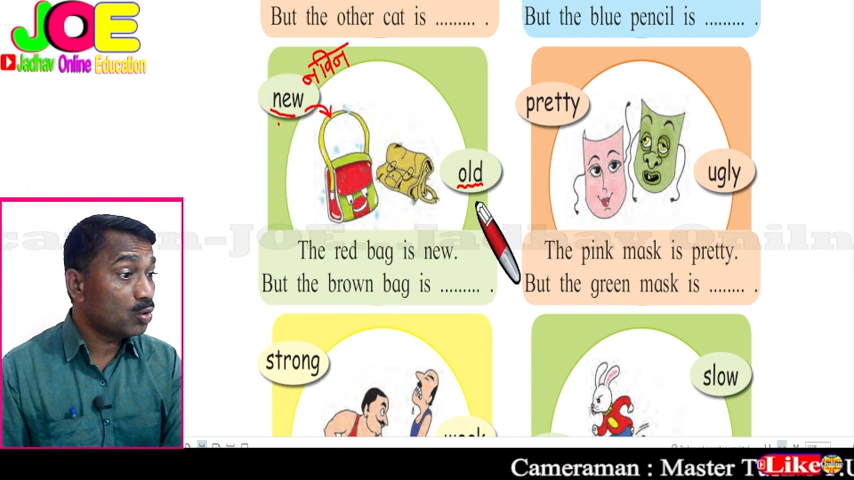 JOE
Jadhav Online Education
But the other cat is ......... .
But the blue pencil is ......... .
नविन
new
old
The red bag is new.
But the brown bag is ......... .
pretty
ugly
The pink mask is pretty.
But the green mask is ........ .
strong
slow
Cameraman : Master
Like